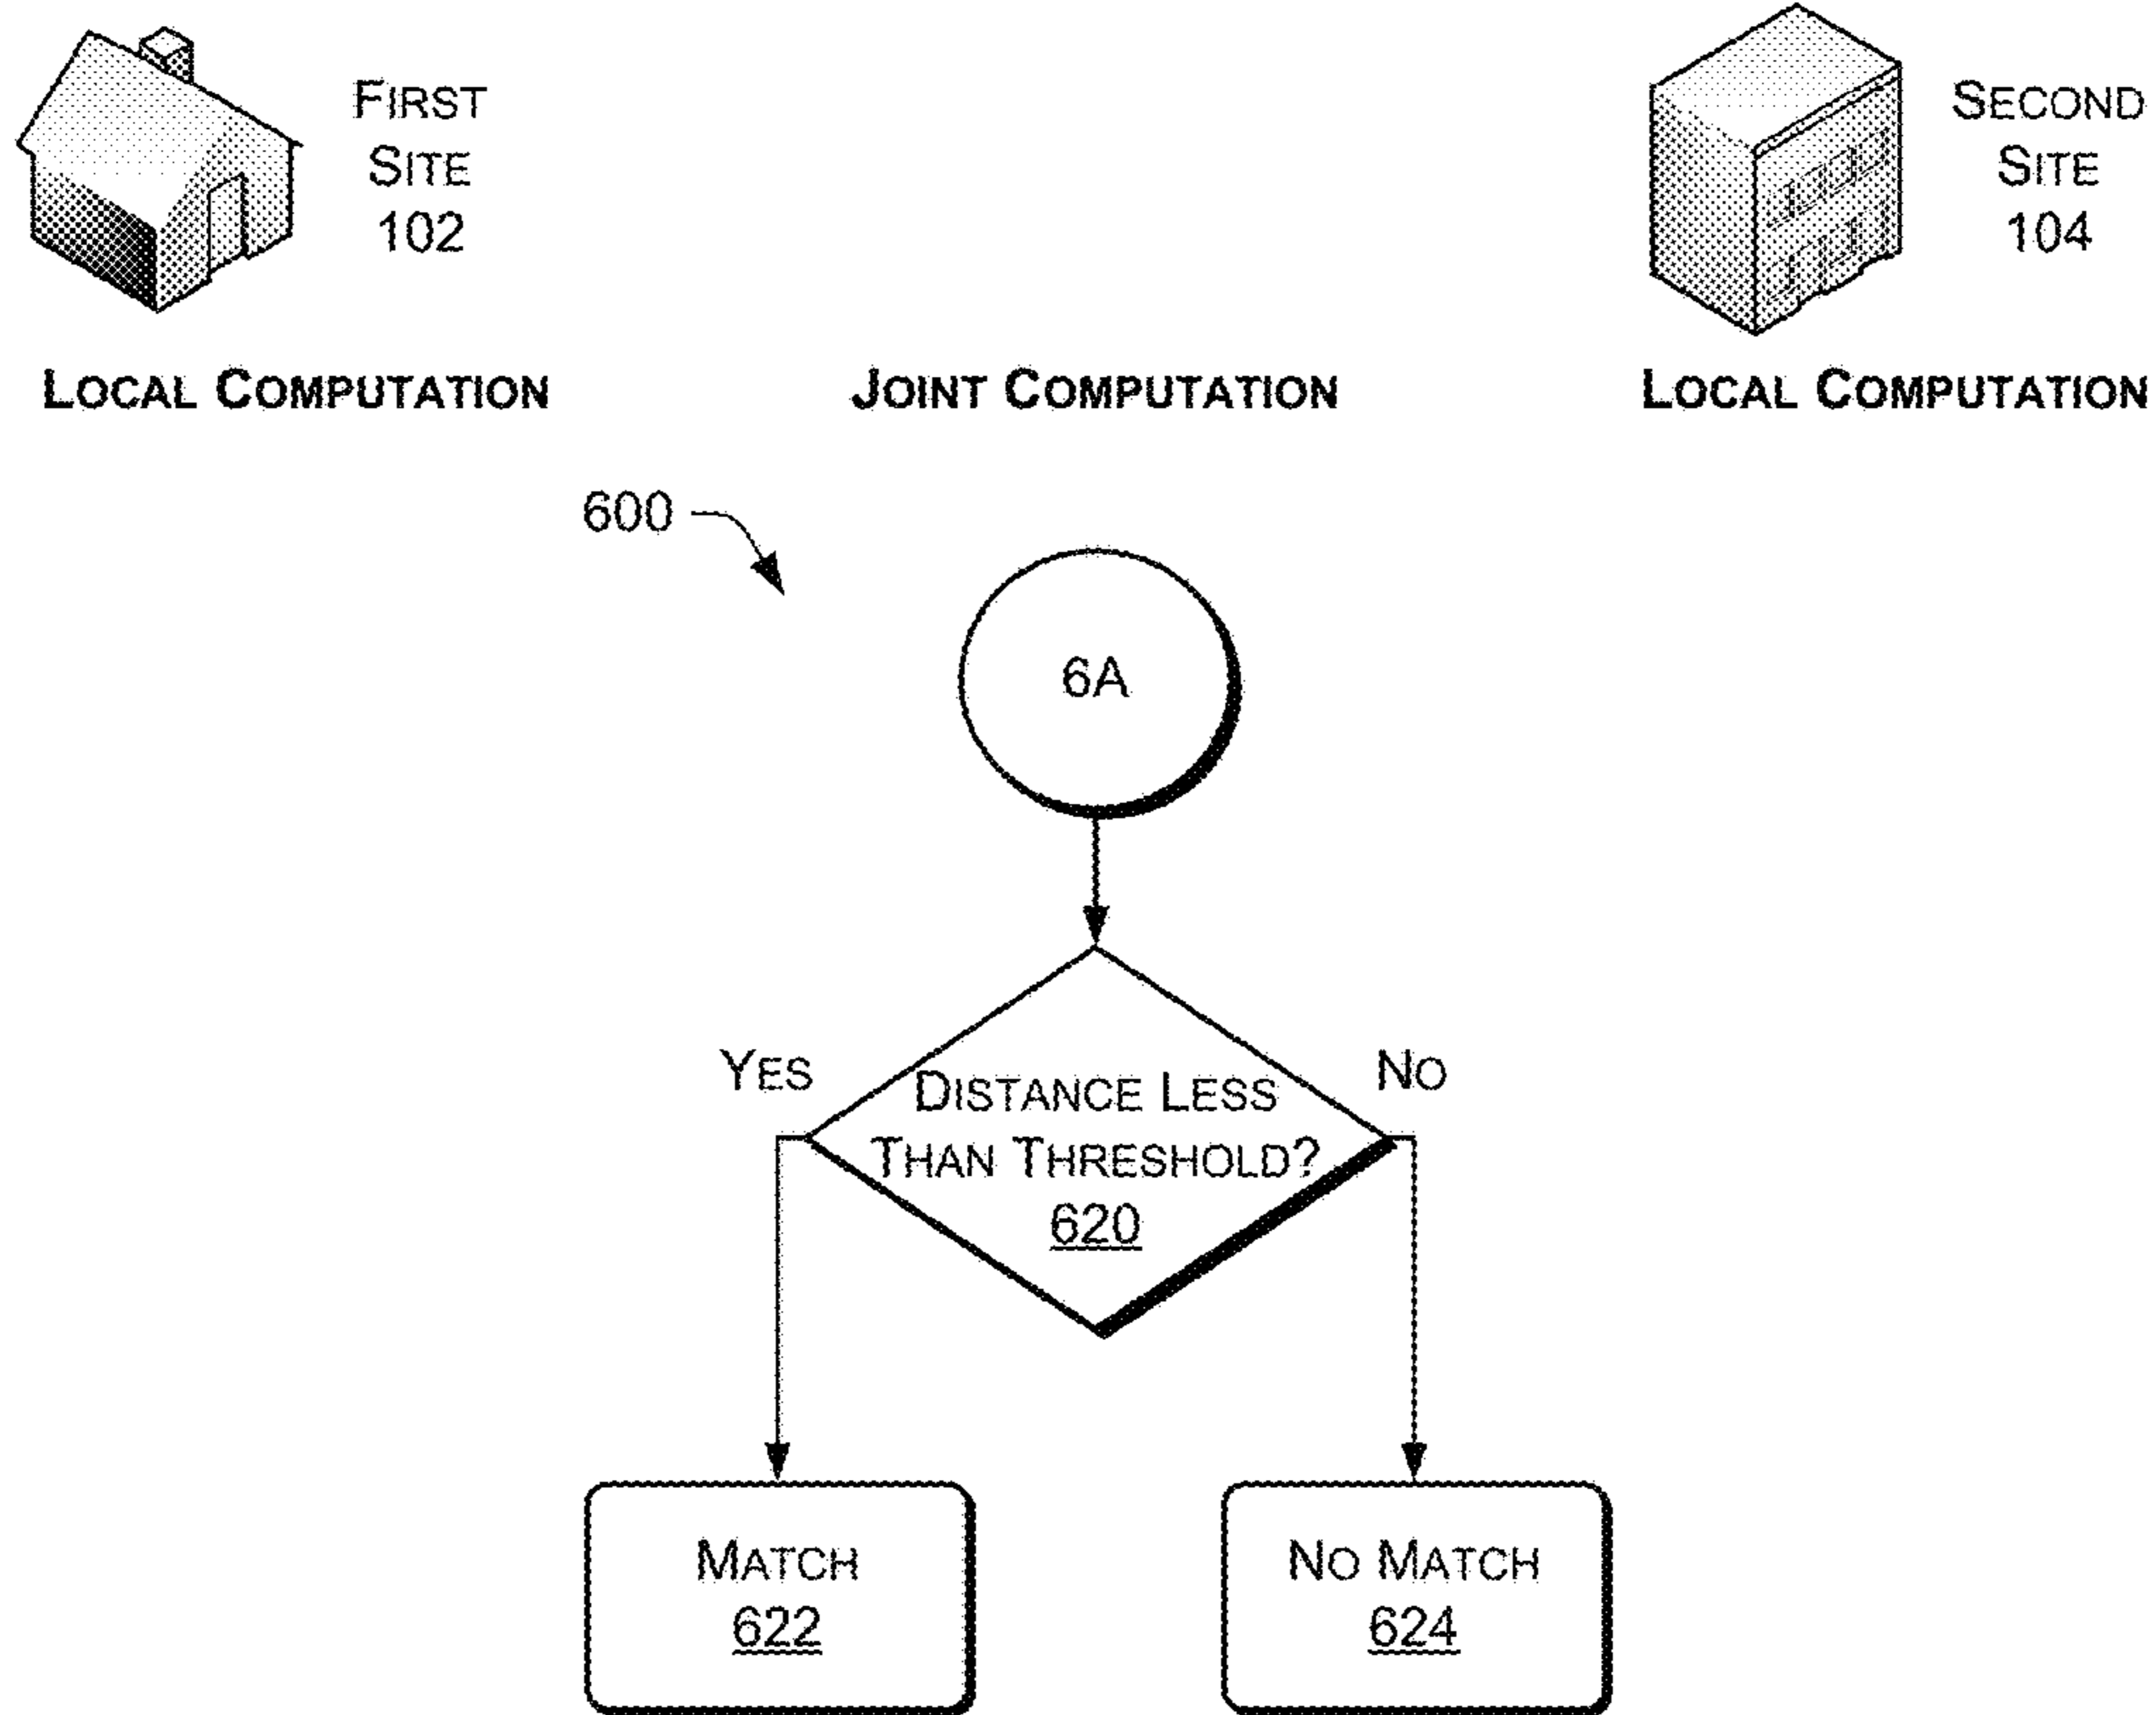 FIRST
SITE
102
SECOND
SITE
104
LOCAL COMPUTATION
JOINT COMPUTATION
LOCAL COMPUTATION
600
6A
YES
NO
DISTANCE LESS
THAN THRESHOLD?
620
MATCH
622
NO MATCH
624